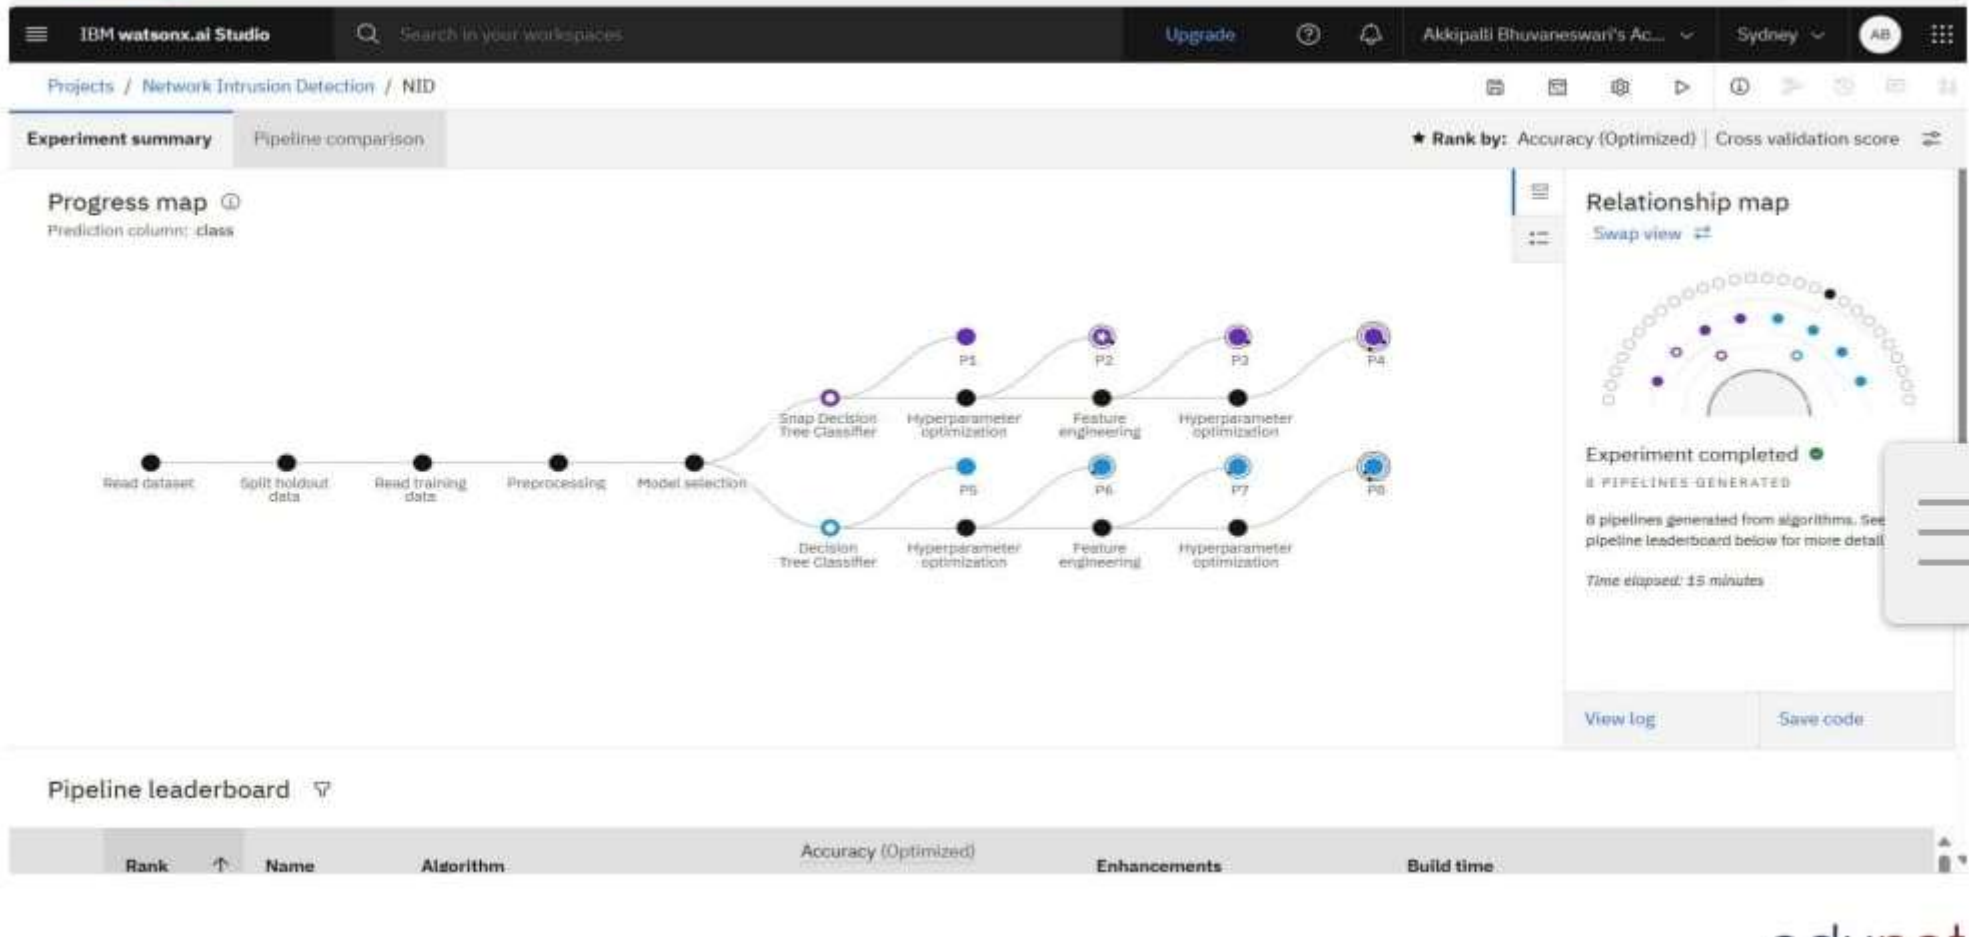 IBM watsonx.ai Studio
Search in your workspaces
Upgrade
Akkipalli Bhuvaneswari's Ac...
Sydney
AB
Projects / Network Intrusion Detection / NID
Experiment summary
Pipeline comparison
★ Rank by: Accuracy (Optimized) | Cross validation score
Progress map
Prediction column: class
Relationship map
Swap view
P1
P2
P3
P4
Snap Decision
Tree Classifier
Hyperparameter
optimization
Feature
engineering
Hyperparameter
optimization
Read dataset
Split holdout
data
Read training
data
Preprocessing
Model selection
P5
P6
P7
P8
Decision
Tree Classifier
Hyperparameter
optimization
Feature
engineering
Hyperparameter
optimization
Experiment completed
8 PIPELINES GENERATED
8 pipelines generated from algorithms. See
pipeline leaderboard below for more detail
Time elapsed: 15 minutes
View log
Save code
Pipeline leaderboard
Rank
Name
Algorithm
Accuracy (Optimized)
Enhancements
Build time